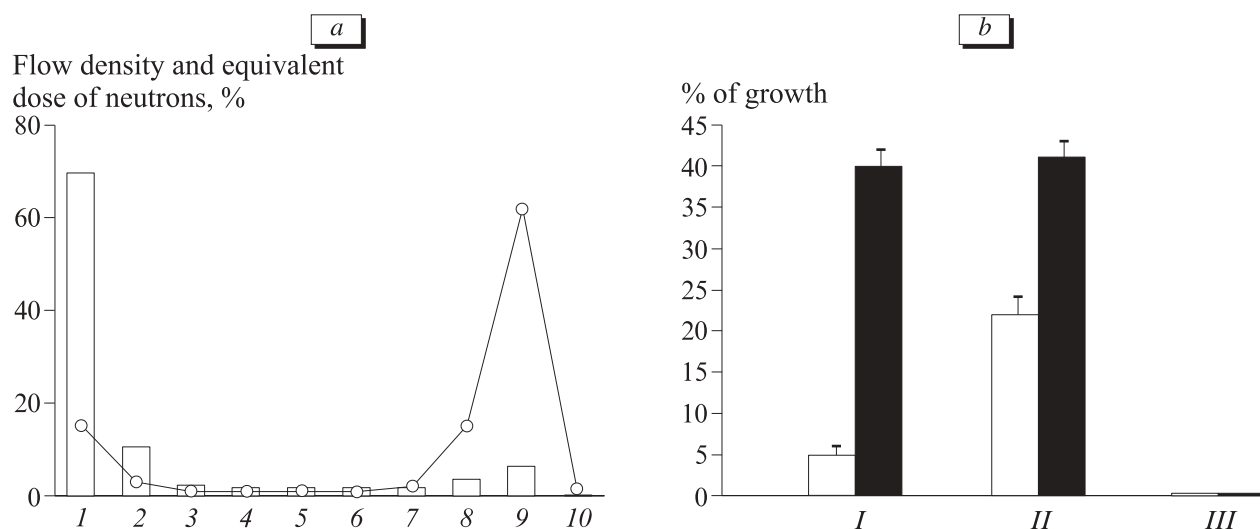 a
Flow density and equivalent
dose of neutrons, %
80
60
40
20
0
1 2 3 4 5 6 7 8 9 10
b
% of growth
45
40
35
30
25
20
15
10
5
0
I II III